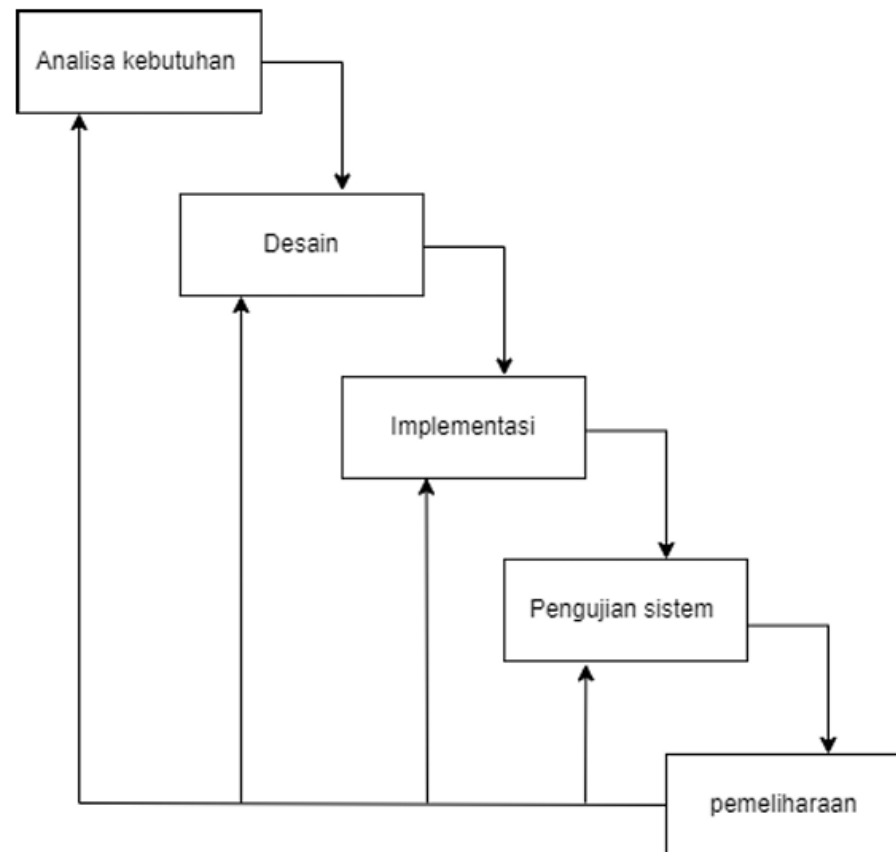 Analisa kebutuhan
Desain
Implementasi
Pengujian sistem
pemeliharaan